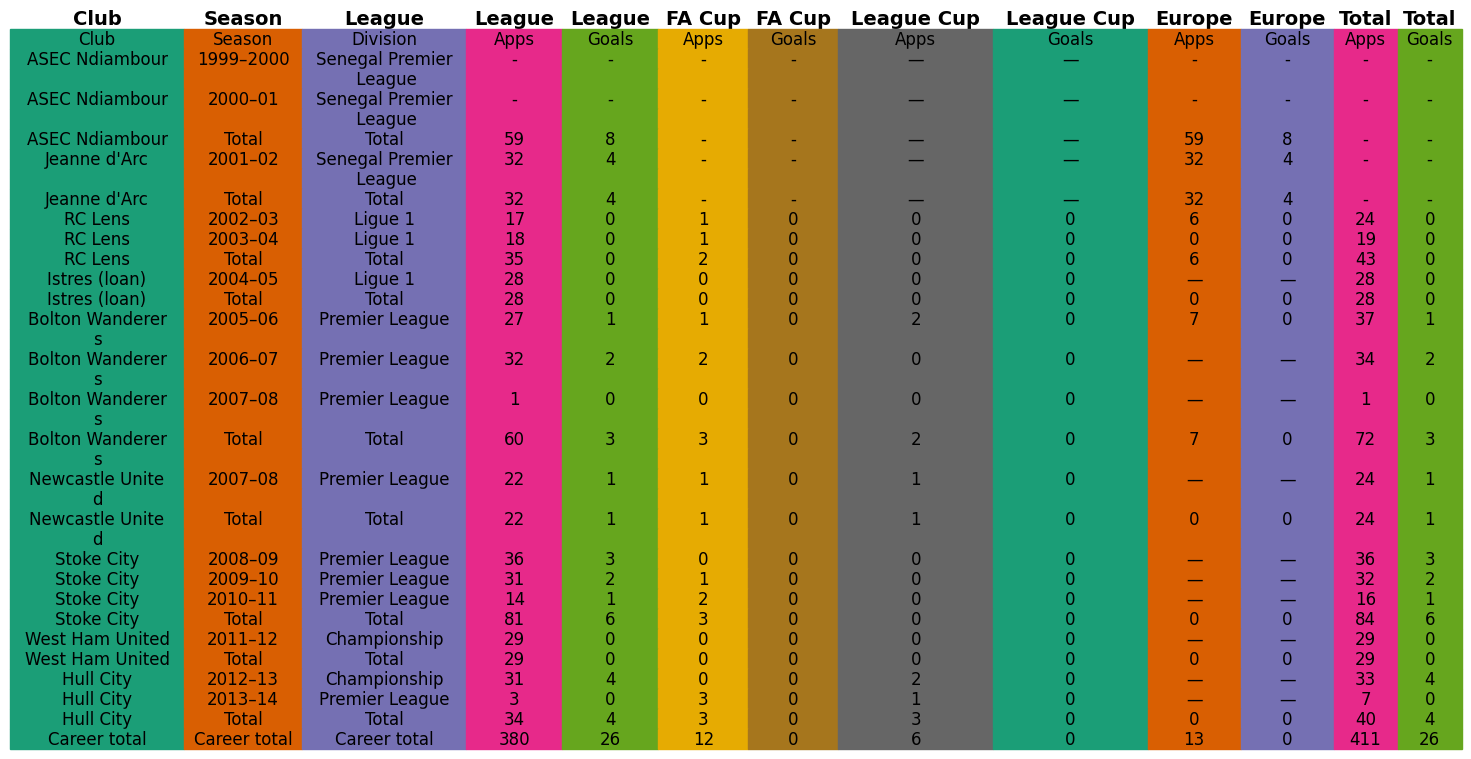 Club Season League League League FA Cup FA Cup League Cup League Cup Europe Europe Total Total
Club Season Division Apps Goals Apps Goals Apps Goals Apps Goals Apps Goals
ASEC Ndiambour 1999–2000 Senegal Premier - - - - — — - - - -
League
ASEC Ndiambour 2000–01 Senegal Premier - - - - — — - - - -
League
ASEC Ndiambour Total Total 59 8 - - — — 59 8 - -
Jeanne d'Arc 2001–02 Senegal Premier 32 4 - - — — 32 4 - -
League
Jeanne d'Arc Total Total 32 4 - - — — 32 4 - -
RC Lens 2002–03 Ligue 1 17 0 1 0 0 0 6 0 24 0
RC Lens 2003–04 Ligue 1 18 0 1 0 0 0 0 0 19 0
RC Lens Total Total 35 0 2 0 0 0 6 0 43 0
Istres (loan) 2004–05 Ligue 1 28 0 0 0 0 0 — — 28 0
Istres (loan) Total Total 28 0 0 0 0 0 0 0 28 0
Bolton Wanderer 2005–06 Premier League 27 1 1 0 2 0 7 0 37 1
s
Bolton Wanderer 2006–07 Premier League 32 2 2 0 0 0 — — 34 2
s
Bolton Wanderer 2007–08 Premier League 1 0 0 0 0 0 — — 1 0
s
Bolton Wanderer Total Total 60 3 3 0 2 0 7 0 72 3
s
Newcastle Unite 2007–08 Premier League 22 1 1 0 1 0 — — 24 1
d
Newcastle Unite Total Total 22 1 1 0 1 0 0 0 24 1
d
Stoke City 2008–09 Premier League 36 3 0 0 0 0 — — 36 3
Stoke City 2009–10 Premier League 31 2 1 0 0 0 — — 32 2
Stoke City 2010–11 Premier League 14 1 2 0 0 0 — — 16 1
Stoke City Total Total 81 6 3 0 0 0 0 0 84 6
West Ham United 2011–12 Championship 29 0 0 0 0 0 — — 29 0
West Ham United Total Total 29 0 0 0 0 0 0 0 29 0
Hull City 2012–13 Championship 31 4 0 0 2 0 — — 33 4
Hull City 2013–14 Premier League 3 0 3 0 1 0 — — 7 0
Hull City Total Total 34 4 3 0 3 0 0 0 40 4
Career total Career total Career total 380 26 12 0 6 0 13 0 411 26